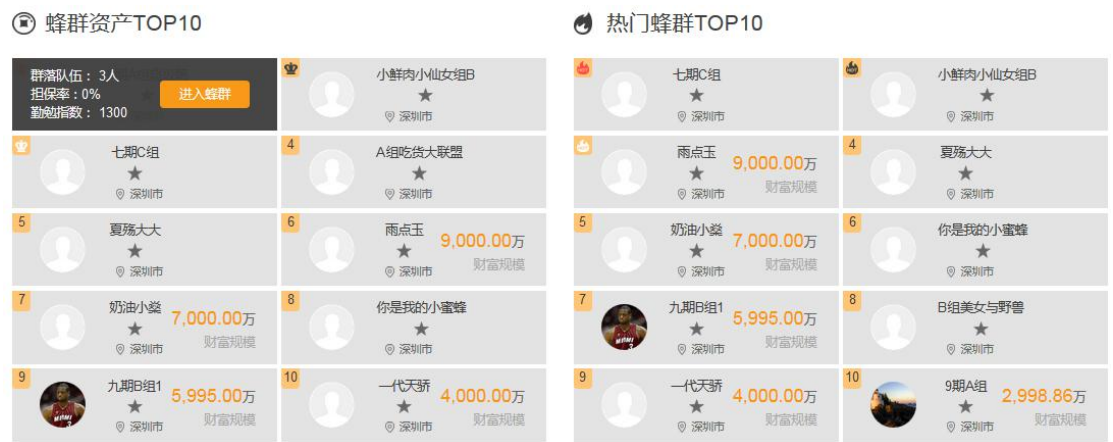 蜂群资产TOP10
群落队伍： 3人
担保率：0%
勤勉指数： 1300
进入蜂群
小鲜肉小仙女组B
深圳市
七期C组
深圳市
4
A组吃货大联盟
深圳市
5
夏殇大大
深圳市
6
雨点玉
9,000.00万
财富规模
深圳市
7
奶油小燊
7,000.00万
财富规模
深圳市
8
你是我的小蜜蜂
深圳市
9
九期B组1
5,995.00万
财富规模
深圳市
10
一代天骄
4,000.00万
财富规模
深圳市
热门蜂群TOP10
七期C组
深圳市
小鲜肉小仙女组B
深圳市
雨点玉
9,000.00万
财富规模
深圳市
4
夏殇大大
深圳市
5
奶油小燊
7,000.00万
财富规模
深圳市
6
你是我的小蜜蜂
深圳市
7
九期B组1
5,995.00万
财富规模
深圳市
8
B组美女与野兽
深圳市
9
一代天骄
4,000.00万
财富规模
深圳市
10
9期A组
2,998.86万
财富规模
深圳市